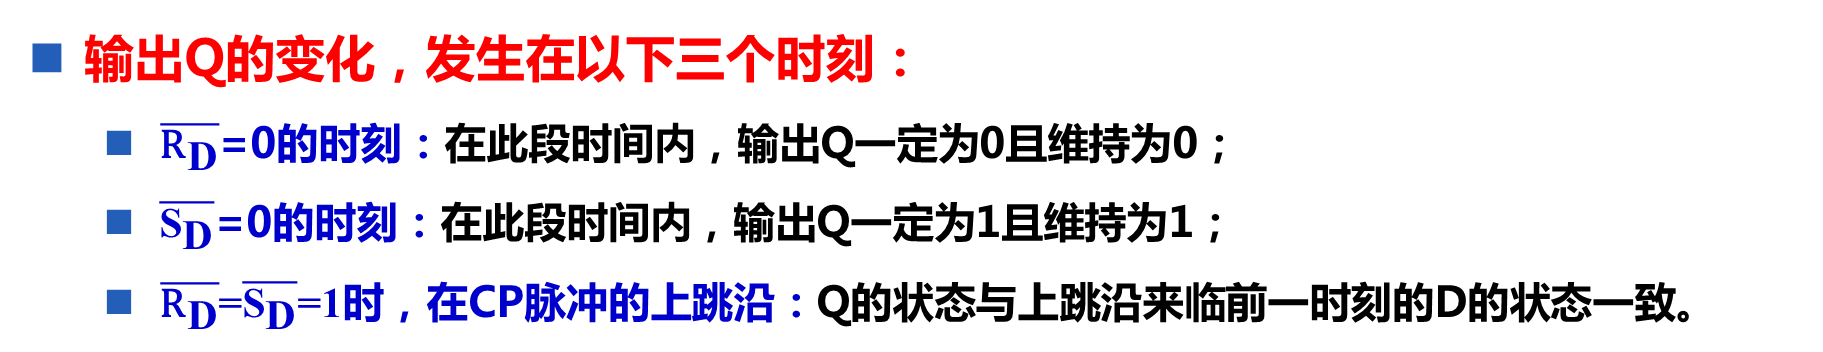 ■ 输出Q的变化，发生在以下三个时刻：
■ R̅D̅=0的时刻：在此段时间内，输出Q一定为0且维持为0；
■ S̅D̅=0的时刻：在此段时间内，输出Q一定为1且维持为1；
■ R̅D̅=S̅D̅=1时，在CP脉冲的上跳沿：Q的状态与上跳沿来临前一时刻的D的状态一致。